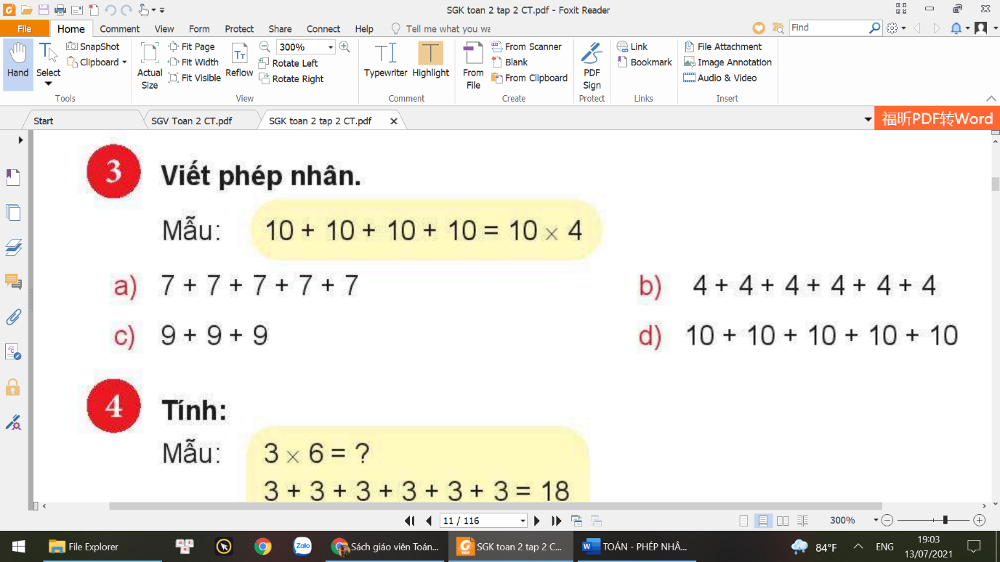 SGK toan 2 tap 2 CT.pdf - Foxit Reader
File Home Comment View Form Protect Share Connect Help Tell me what you wa Find
Hand
Select
SnapShot
Clipboard
Tools
Actual Size
Fit Page
Fit Width
Fit Visible
Reflow
300%
Rotate Left
Rotate Right
View
Typewriter
Highlight
Comment
From File
From Scanner
Blank
From Clipboard
Create
PDF Sign
Protect
Link
Bookmark
Links
File Attachment
Image Annotation
Audio & Video
Insert
Start SGV Toan 2 CT.pdf SGK toan 2 tap 2 CT.pdf 福昕PDF转Word
3 Viết phép nhân.
Mẫu: 10 + 10 + 10 + 10 = 10 × 4
a) 7 + 7 + 7 + 7 + 7 b) 4 + 4 + 4 + 4 + 4 + 4
c) 9 + 9 + 9 d) 10 + 10 + 10 + 10 + 10
4 Tính:
Mẫu: 3 × 6 = ?
3 + 3 + 3 + 3 + 3 + 3 = 18
11 / 116 300%
File Explorer Zalo Sách giáo viên Toán... SGK toan 2 tap 2 C... TOÁN - PHÉP NHÂ... 84°F ENG 19:03
13/07/2021